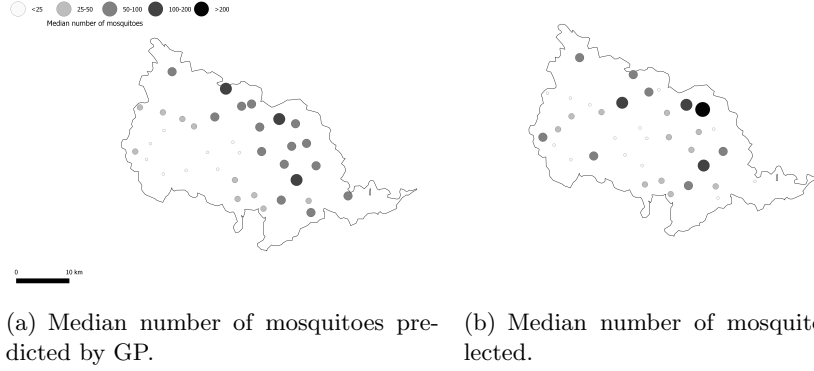 <25 25-50 50-100 100-200 >200
Median number of mosquitoes
0 10 km
(a) Median number of mosquitoes pre-
dicted by GP.
(b) Median number of mosquito
lected.